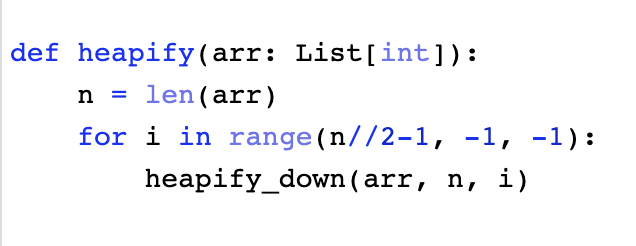 def heapify(arr: List[int]):
    n = len(arr)
    for i in range(n//2-1, -1, -1):
        heapify_down(arr, n, i)